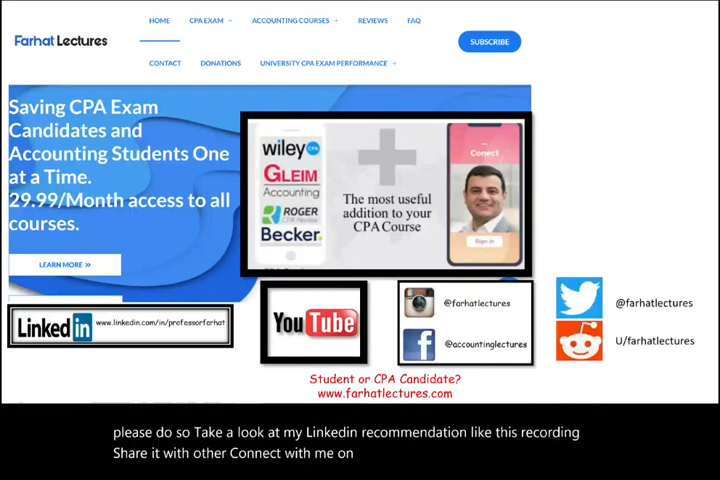 HOME CPA EXAM ACCOUNTING COURSES REVIEWS FAQ
Farhat Lectures
SUBSCRIBE
CONTACT DONATIONS UNIVERSITY CPA EXAM PERFORMANCE
Saving CPA Exam
Candidates and
Accounting Students One
at a Time.
29.99/Month access to all
courses.
LEARN MORE »
wiley CPA
GLEIM
Accounting
ROGER
CPA Review
Becker
The most useful
addition to your
CPA Course
Conect
Sign in
Linked in
www.linkedin.com/in/professorfarhat
YouTube
@farhatlectures
@accountinglectures
@farhatlectures
U/farhatlectures
Student or CPA Candidate?
www.farhatlectures.com
please do so Take a look at my Linkedin recommendation like this recording
Share it with other Connect with me on